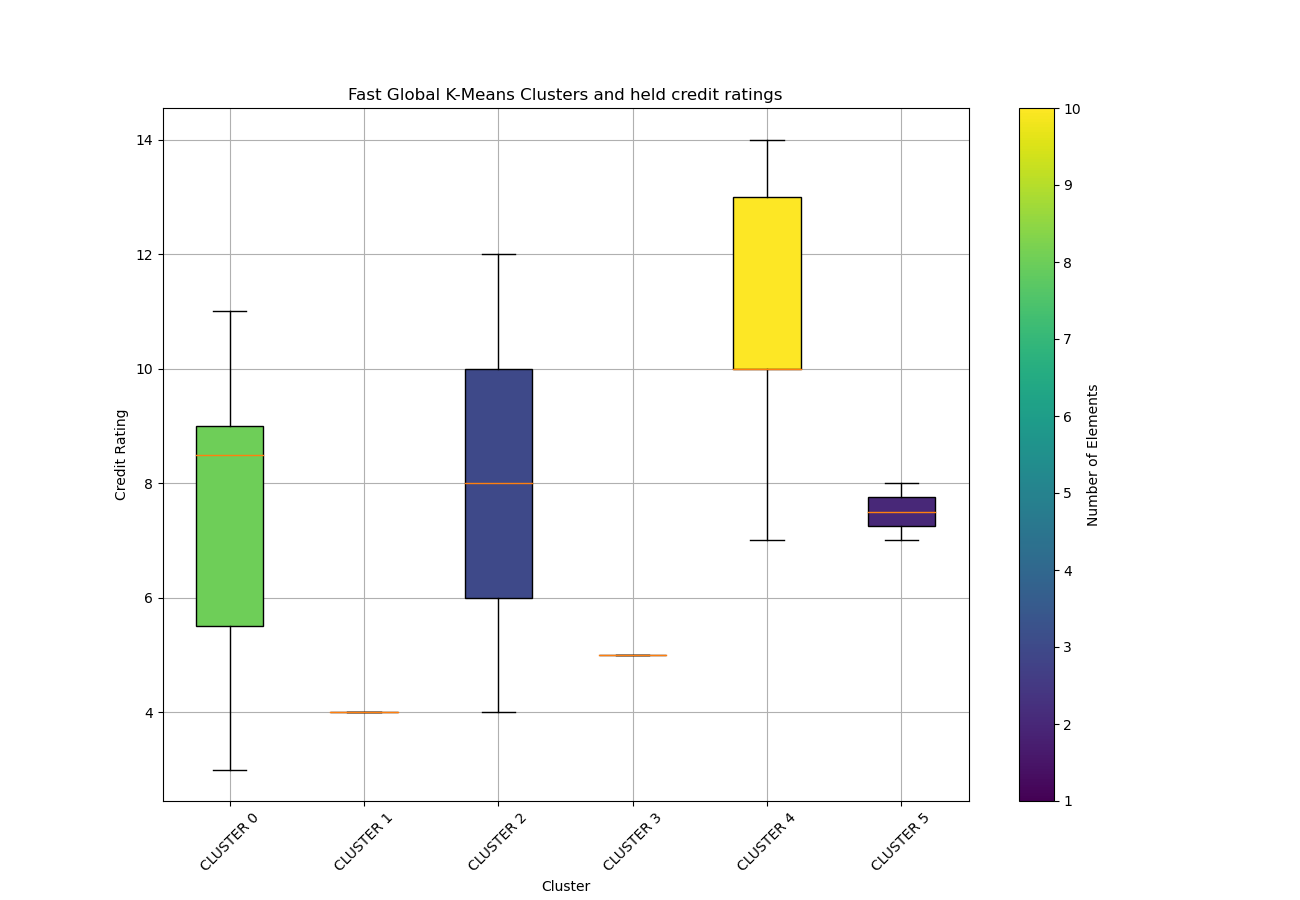 Fast Global K-Means Clusters and held credit ratings
14
12
10
8
6
4
Credit Rating
CLUSTER 0
CLUSTER 1
CLUSTER 2
CLUSTER 3
CLUSTER 4
CLUSTER 5
Cluster
10
9
8
7
6
5
4
3
2
1
Number of Elements